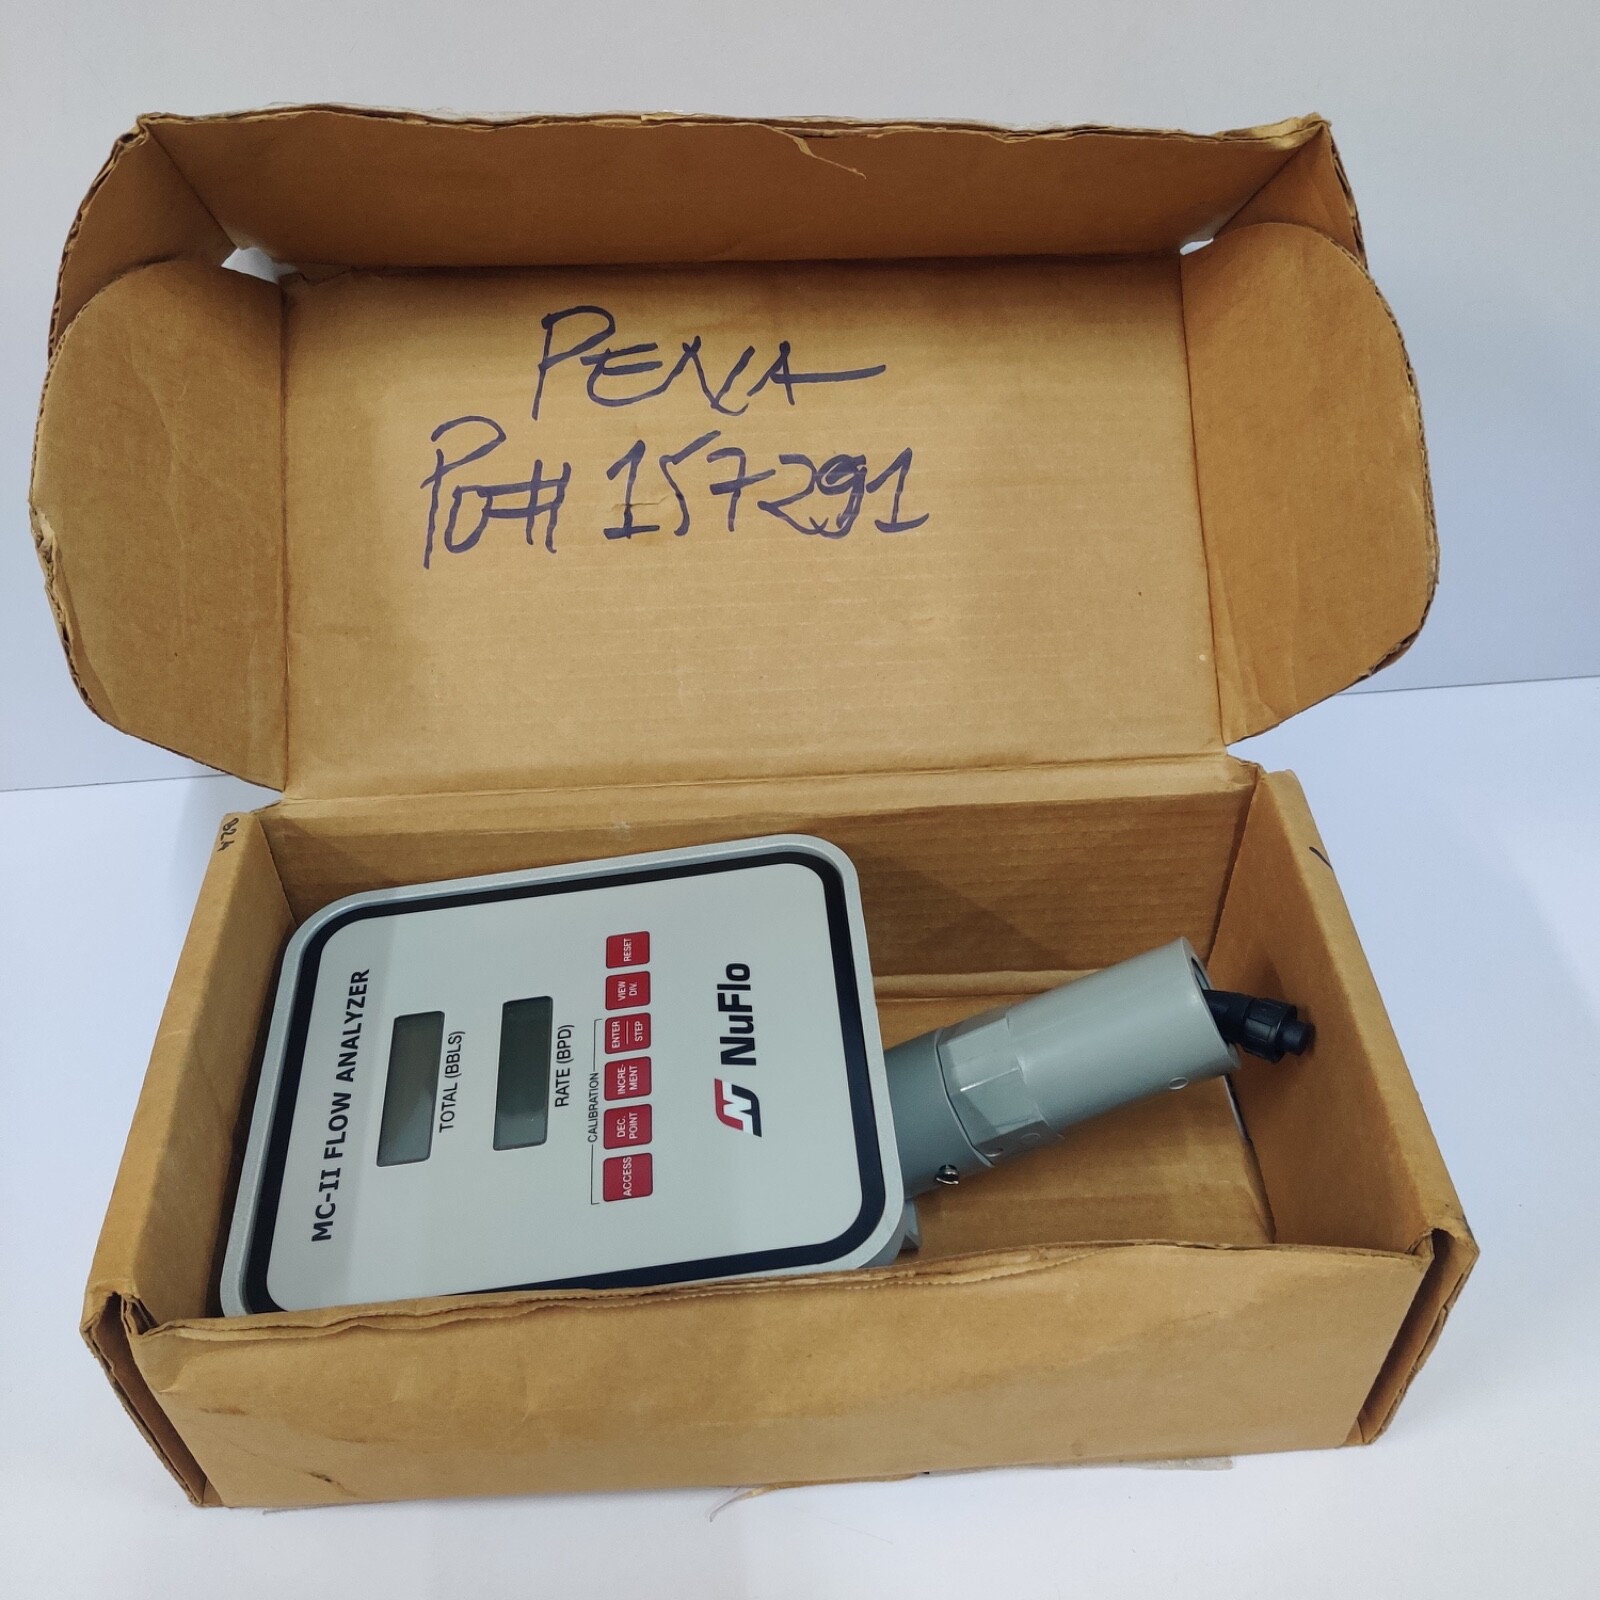 PENA
PO# 157291
B2A
MC-II FLOW ANALYZER
TOTAL (BBLS)
RATE (BPD)
CALIBRATION
ACCESS
DEC. POINT
INCRE-MENT
ENTER STEP
VIEW DIV.
RESET
NuFlo